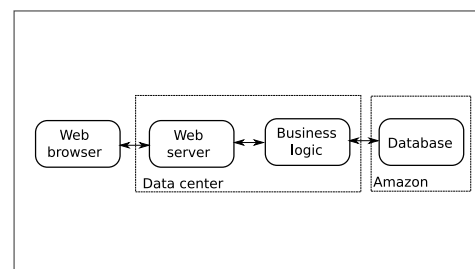 Web
browser
Web
server
Business
logic
Database
Data center
Amazon